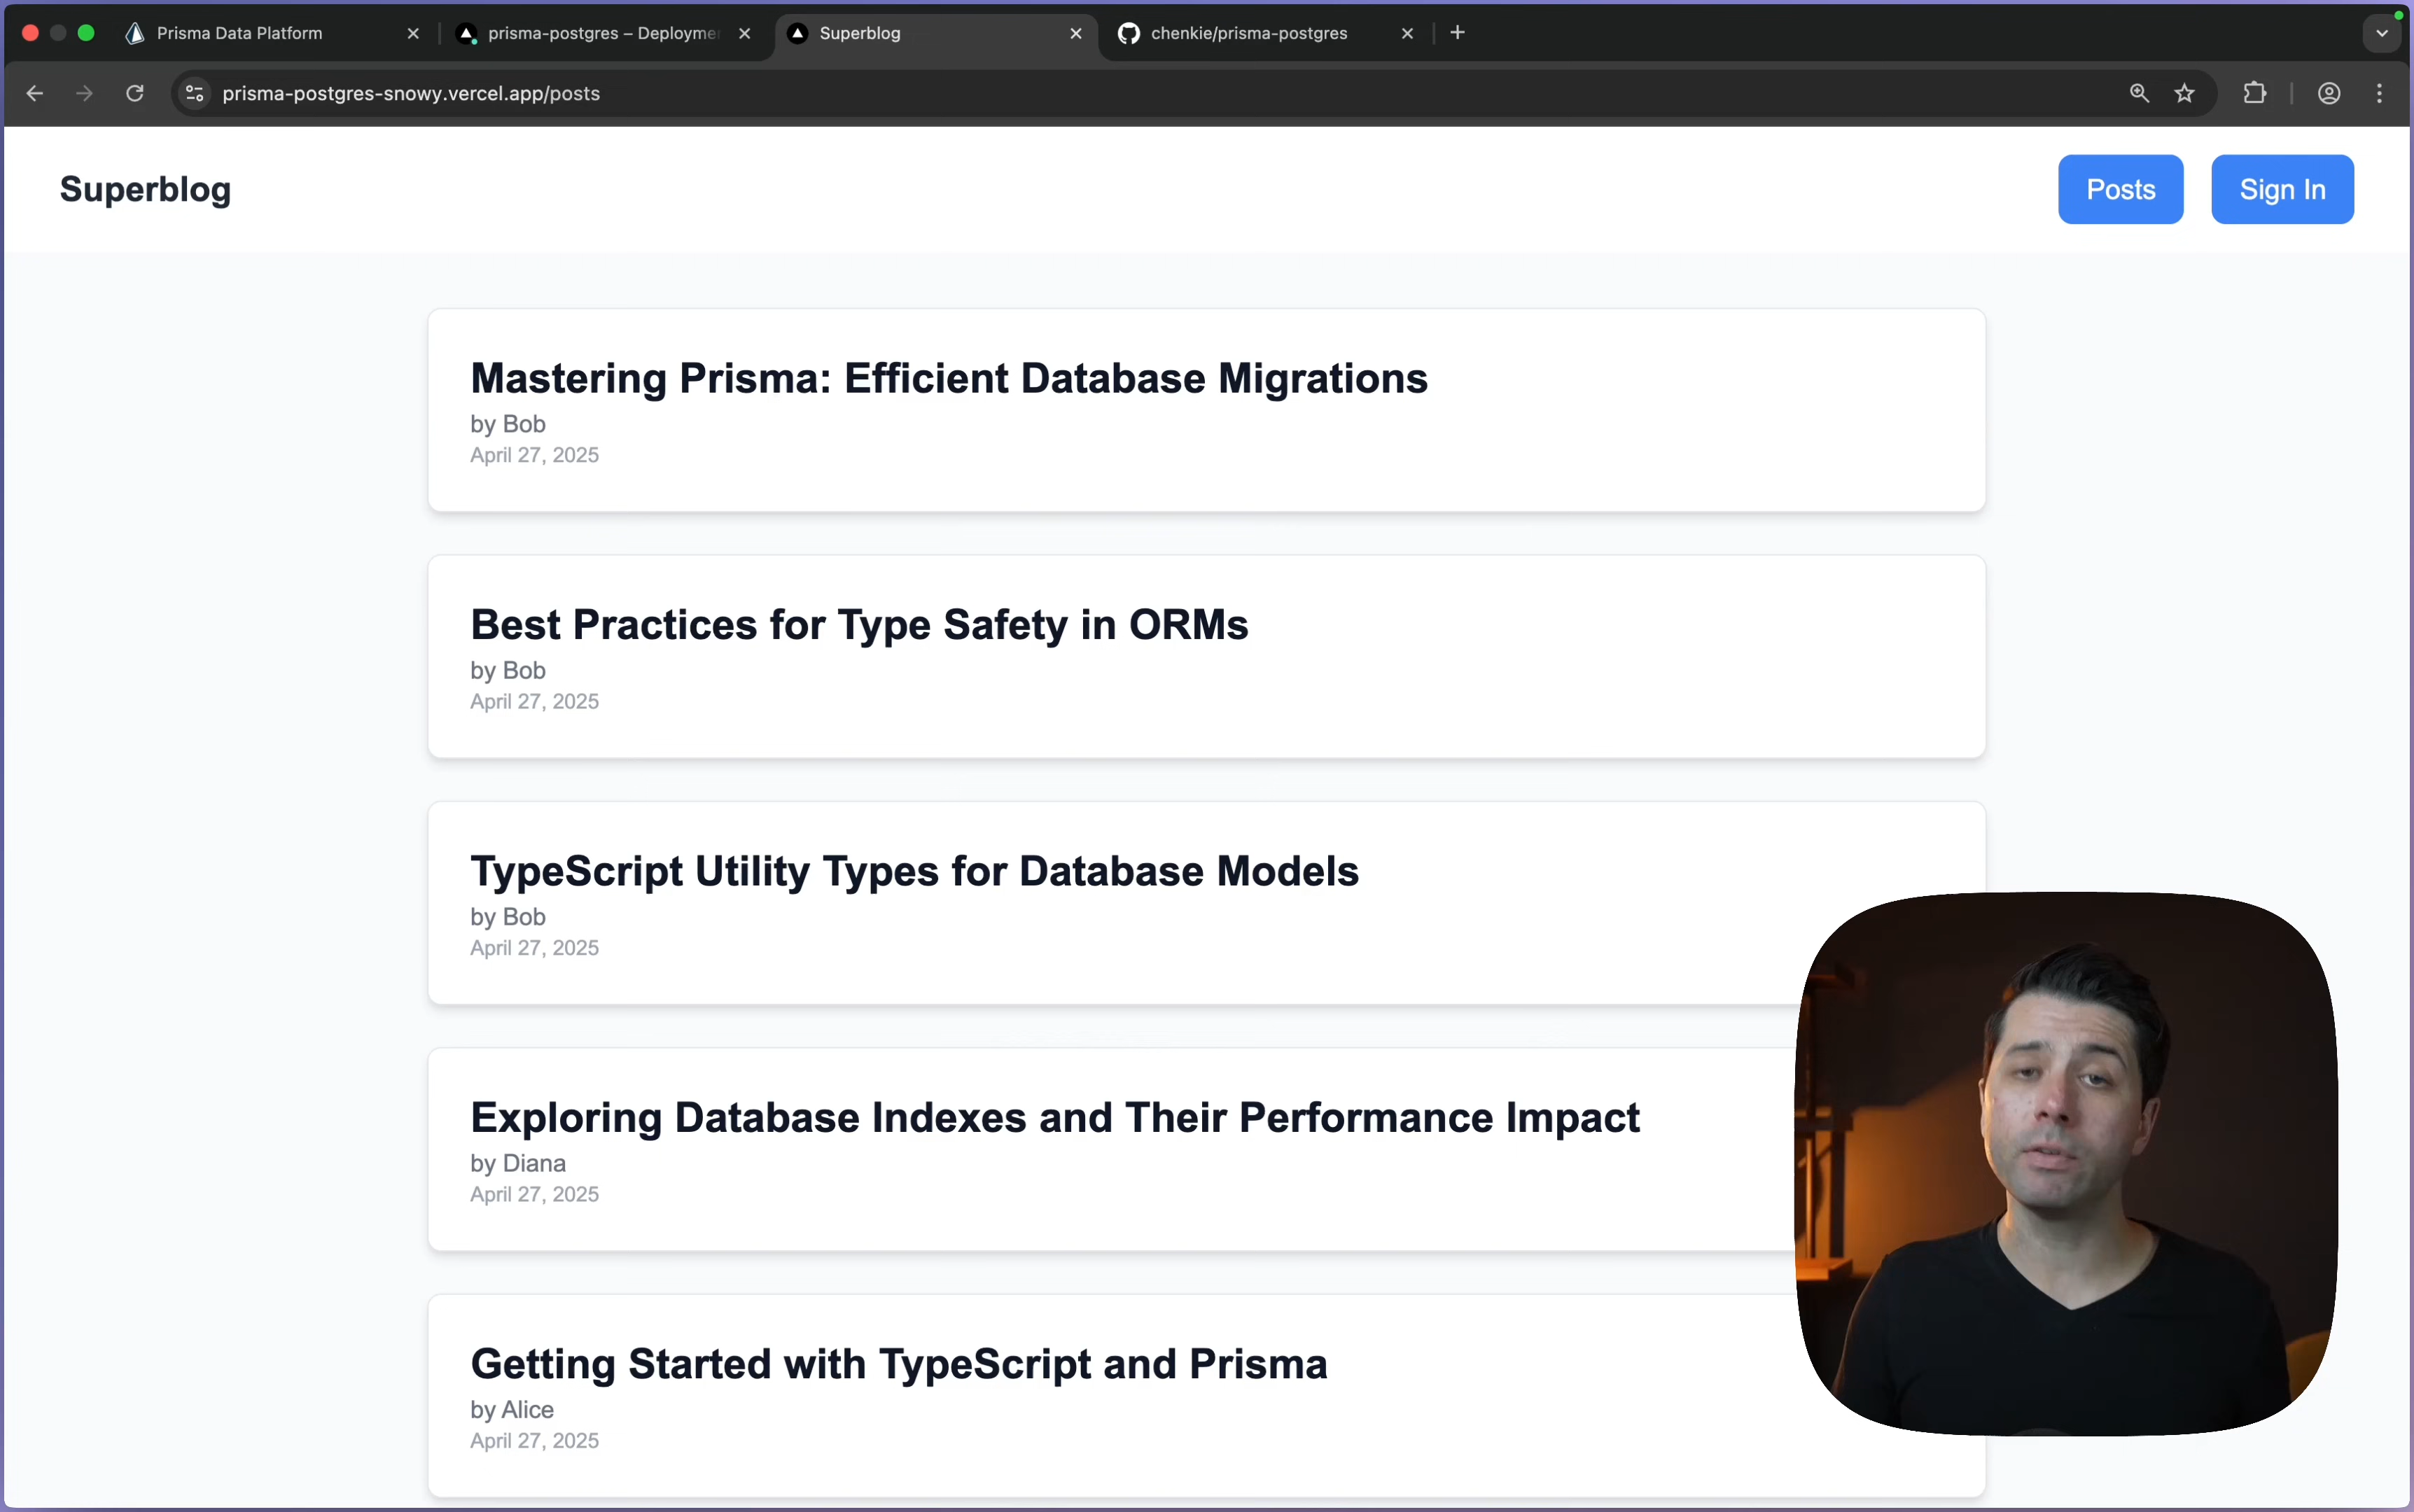 Prisma Data Platform
prisma-postgres – Deployme
Superblog
chenkie/prisma-postgres
prisma-postgres-snowy.vercel.app/posts
Superblog
Posts
Sign In
Mastering Prisma: Efficient Database Migrations
by Bob
April 27, 2025
Best Practices for Type Safety in ORMs
by Bob
April 27, 2025
TypeScript Utility Types for Database Models
by Bob
April 27, 2025
Exploring Database Indexes and Their Performance Impact
by Diana
April 27, 2025
Getting Started with TypeScript and Prisma
by Alice
April 27, 2025